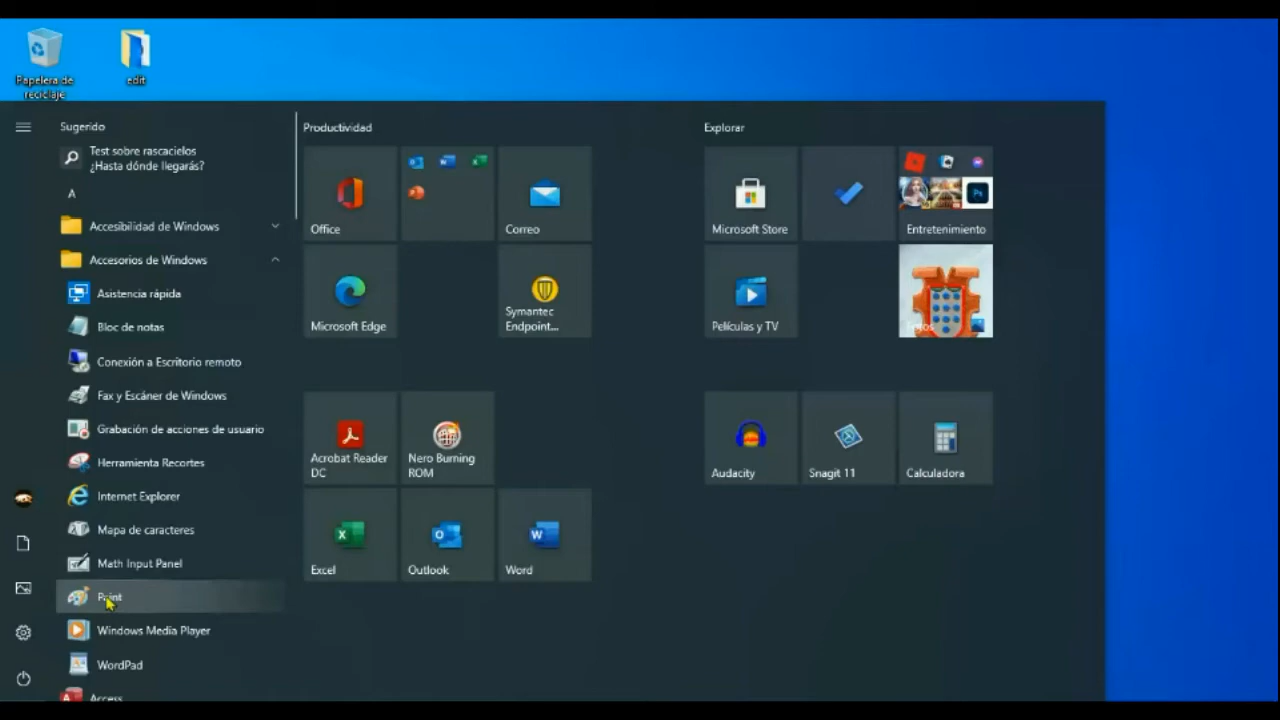 Papelera de
reciclaje
edit
Sugerido
Test sobre rascacielos
¿Hasta dónde llegarás?
A
Accesibilidad de Windows
Accesorios de Windows
Asistencia rápida
Bloc de notas
Conexión a Escritorio remoto
Fax y Escáner de Windows
Grabación de acciones de usuario
Herramienta Recortes
Internet Explorer
Mapa de caracteres
Math Input Panel
Paint
Windows Media Player
WordPad
Access
Productividad
Office
Correo
Microsoft Edge
Symantec
Endpoint...
Acrobat Reader
DC
Nero Burning
ROM
Excel
Outlook
Word
Explorar
Microsoft Store
Entretenimiento
Películas y TV
Fotos
Audacity
Snagit 11
Calculadora